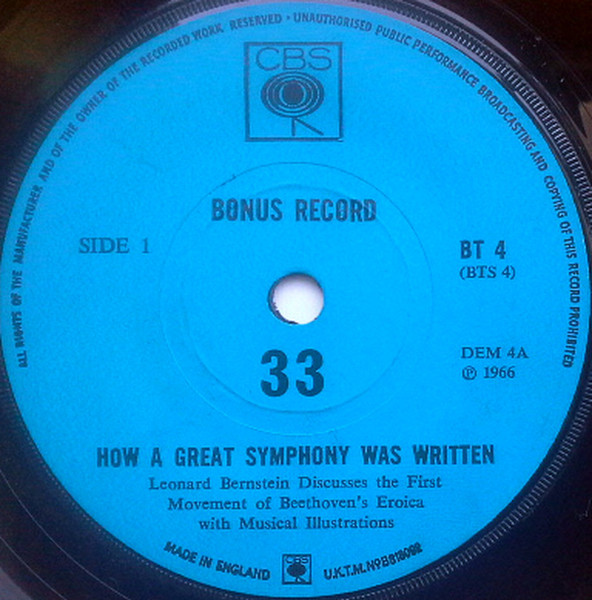 ALL RIGHTS OF THE MANUFACTURER AND OF THE OWNER OF THE RECORDED WORK RESERVED · UNAUTHORISED PUBLIC PERFORMANCE BROADCASTING AND COPYING OF THIS RECORD PROHIBITED
CBS
BONUS RECORD
SIDE 1
BT 4
(BTS 4)
33
DEM 4A
℗ 1966
HOW A GREAT SYMPHONY WAS WRITTEN
Leonard Bernstein Discusses the First
Movement of Beethoven's Eroica
with Musical Illustrations
MADE IN ENGLAND
CBS
U.K.T.M.